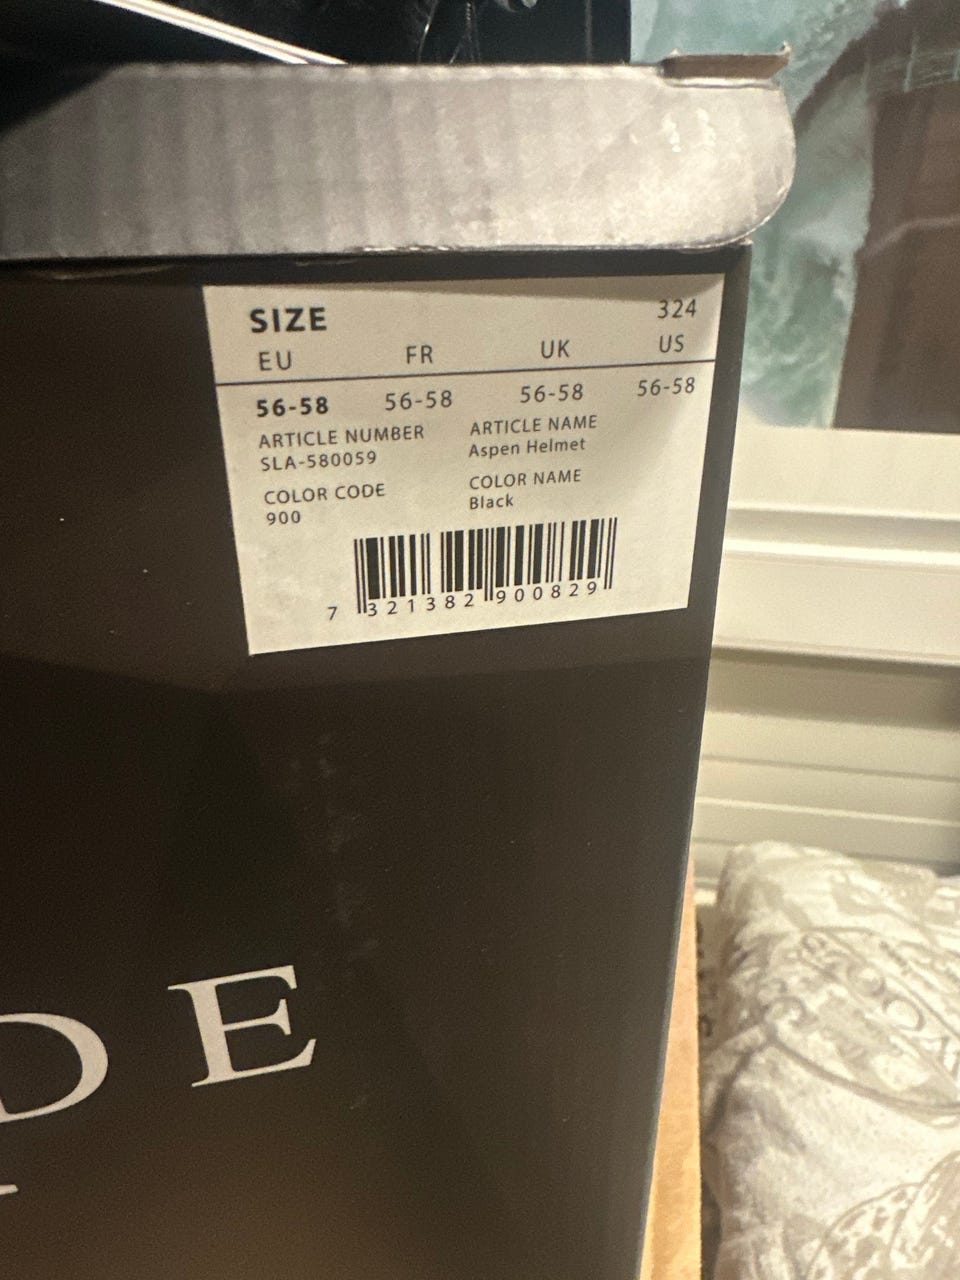 SIZE 324
EU FR UK US
56-58 56-58 56-58 56-58
ARTICLE NUMBER ARTICLE NAME
SLA-580059 Aspen Helmet
COLOR CODE COLOR NAME
900 Black
7 321382 900829
DE